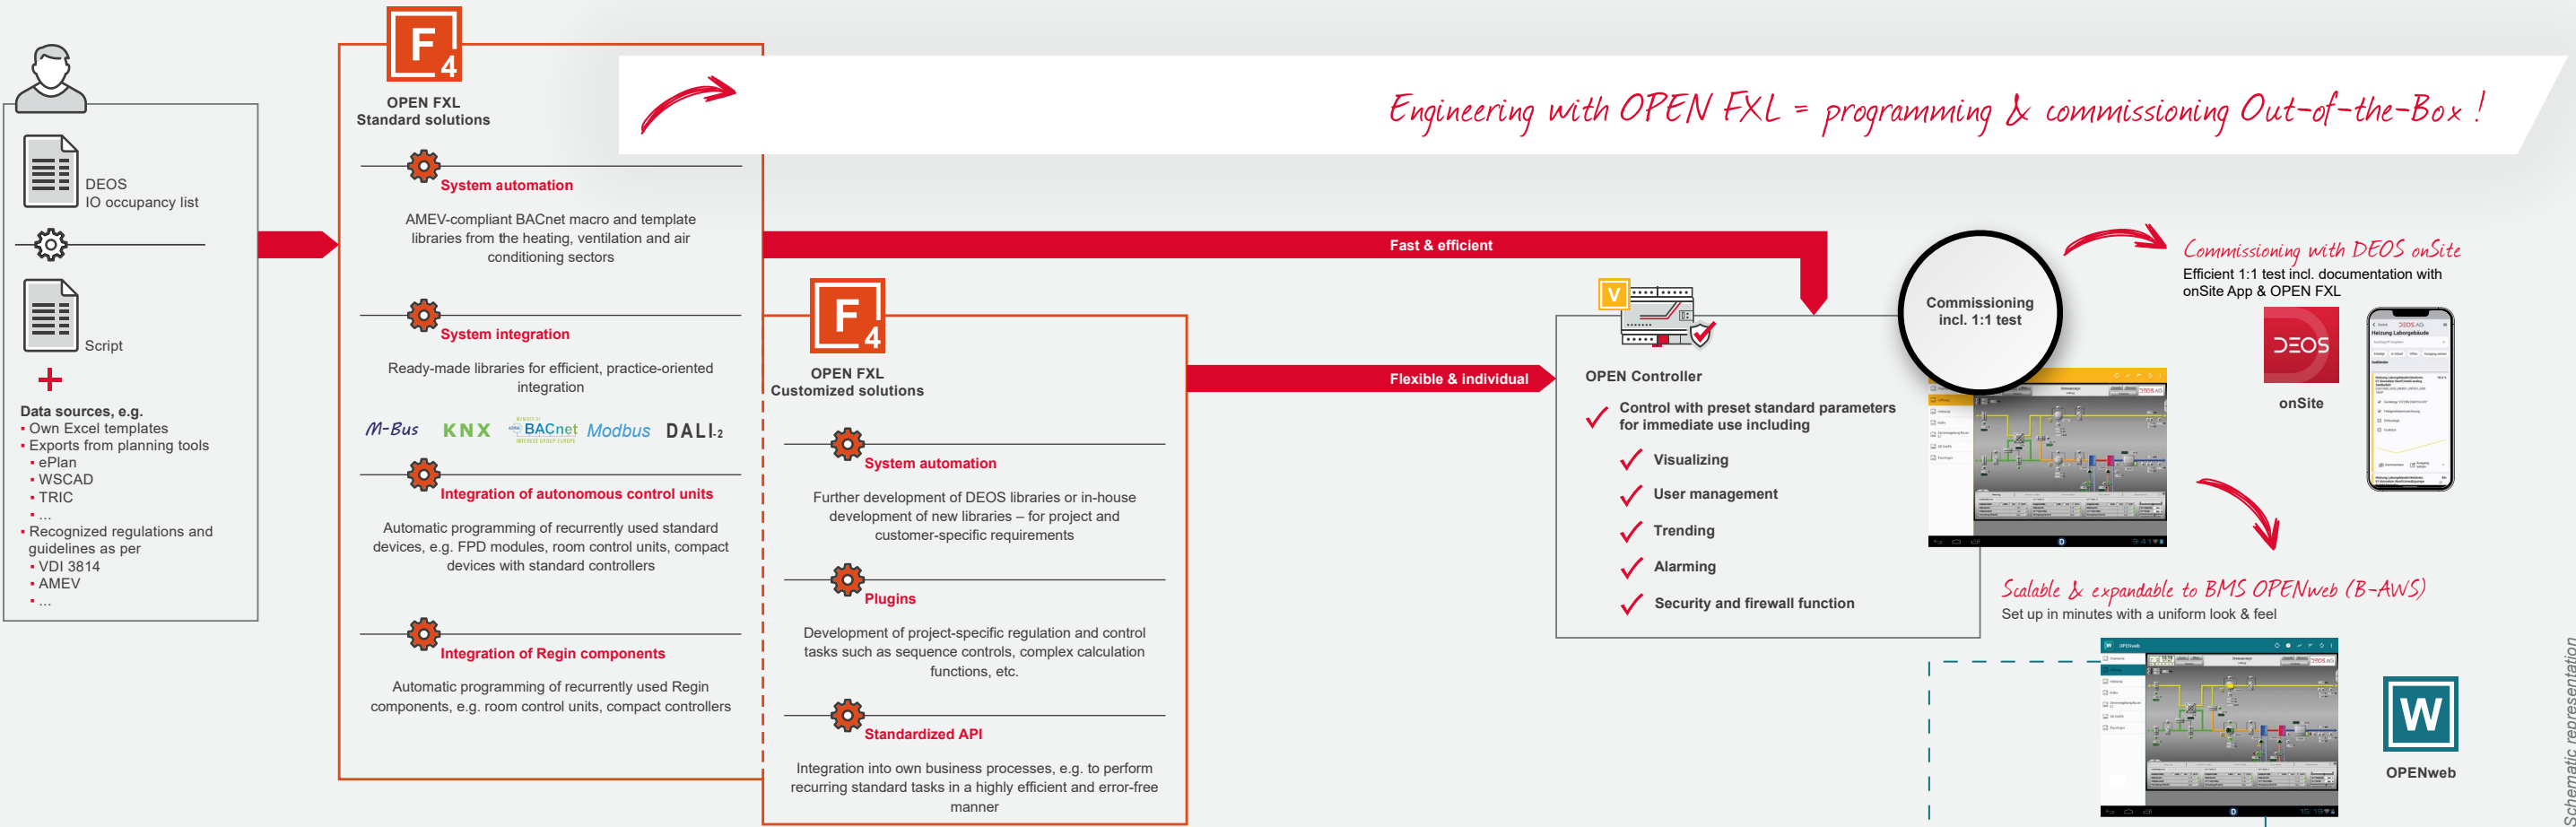 Engineering with OPEN FXL = programming & commissioning Out-of-the-Box !
DEOS
IO occupancy list
Script
Data sources, e.g.
▪ Own Excel templates
▪ Exports from planning tools
▪ ePlan
▪ WSCAD
▪ TRIC
▪ ...
▪ Recognized regulations and
guidelines as per
▪ VDI 3814
▪ AMEV
▪ ...
F4
OPEN FXL
Standard solutions
System automation
AMEV-compliant BACnet macro and template
libraries from the heating, ventilation and air
conditioning sectors
System integration
Ready-made libraries for efficient, practice-oriented
integration
M-Bus KNX BACnet Modbus DALI-2
Integration of autonomous control units
Automatic programming of recurrently used standard
devices, e.g. FPD modules, room control units, compact
devices with standard controllers
Integration of Regin components
Automatic programming of recurrently used Regin
components, e.g. room control units, compact controllers
F4
OPEN FXL
Customized solutions
System automation
Further development of DEOS libraries or in-house
development of new libraries – for project and
customer-specific requirements
Plugins
Development of project-specific regulation and control
tasks such as sequence controls, complex calculation
functions, etc.
Standardized API
Integration into own business processes, e.g. to perform
recurring standard tasks in a highly efficient and error-free
manner
Fast & efficient
Flexible & individual
V
OPEN Controller
Control with preset standard parameters
for immediate use including
Visualizing
User management
Trending
Alarming
Security and firewall function
Commissioning
incl. 1:1 test
Commissioning with DEOS onSite
Efficient 1:1 test incl. documentation with
onSite App & OPEN FXL
DEOS
onSite
DEOS AG
Heizung Laborgebäude
Scalable & expandable to BMS OPENweb (B-AWS)
Set up in minutes with a uniform look & feel
W
OPENweb
Schematic representation